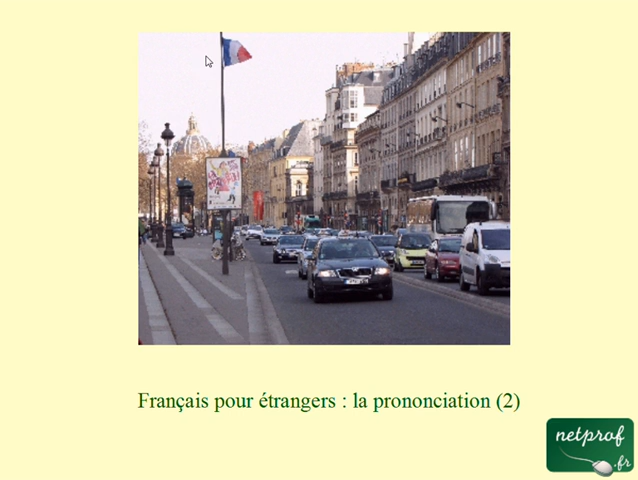 Français pour étrangers : la prononciation (2)
netprof
.fr